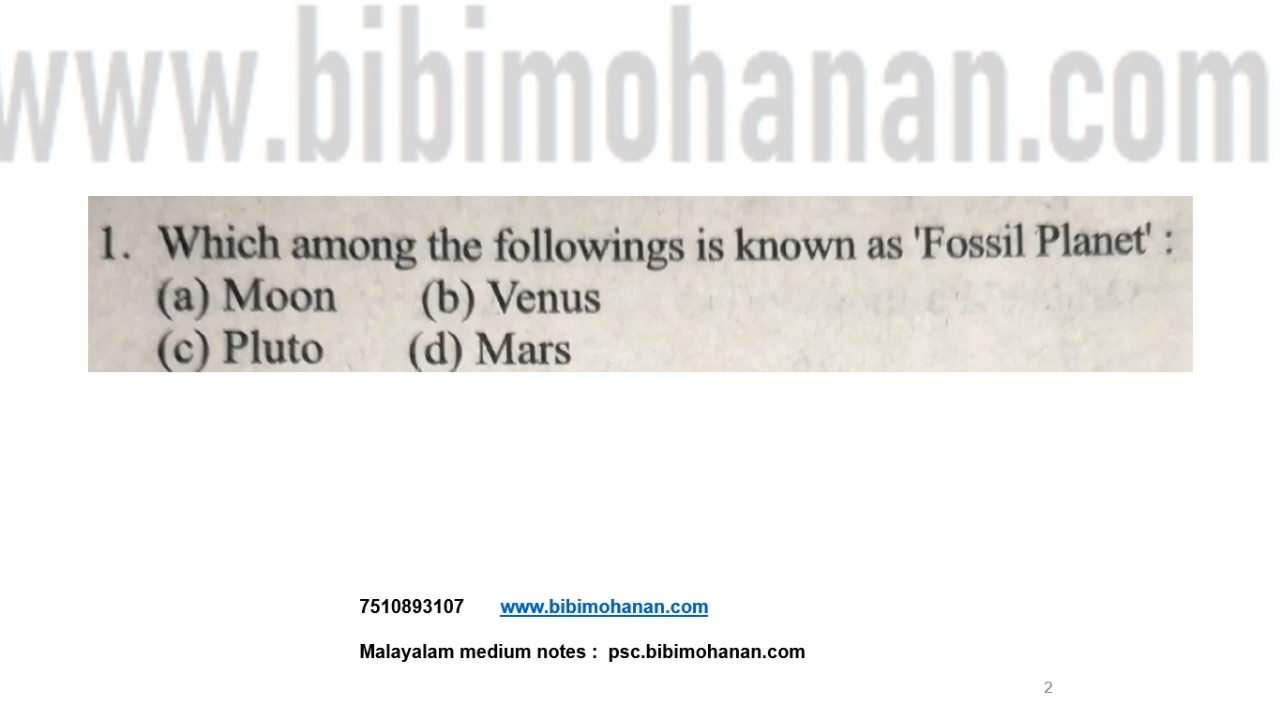 www.bibimohanan.com
1. Which among the followings is known as 'Fossil Planet' :
(a) Moon (b) Venus
(c) Pluto (d) Mars
7510893107 www.bibimohanan.com
Malayalam medium notes : psc.bibimohanan.com
2